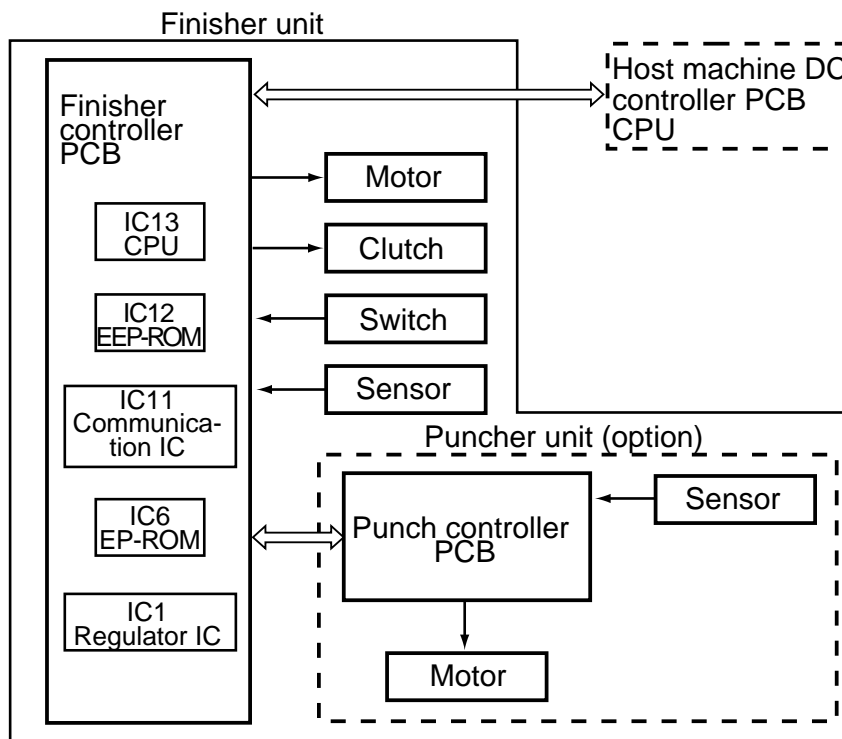 Finisher unit
Host machine DC
controller PCB
CPU
Finisher
controller
PCB
Motor
IC13
CPU
Clutch
IC12
EEP-ROM
Switch
Sensor
IC11
Communica-
tion IC
Puncher unit (option)
Sensor
IC6
EP-ROM
Punch controller
PCB
IC1
Regulator IC
Motor